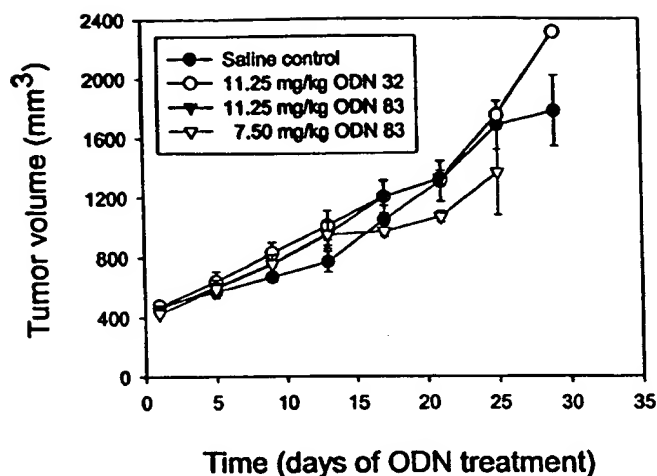 2400
2000
1600
1200
800
400
0
Tumor volume (mm3)
Saline control
11.25 mg/kg ODN 32
11.25 mg/kg ODN 83
7.50 mg/kg ODN 83
0 5 10 15 20 25 30 35
Time (days of ODN treatment)